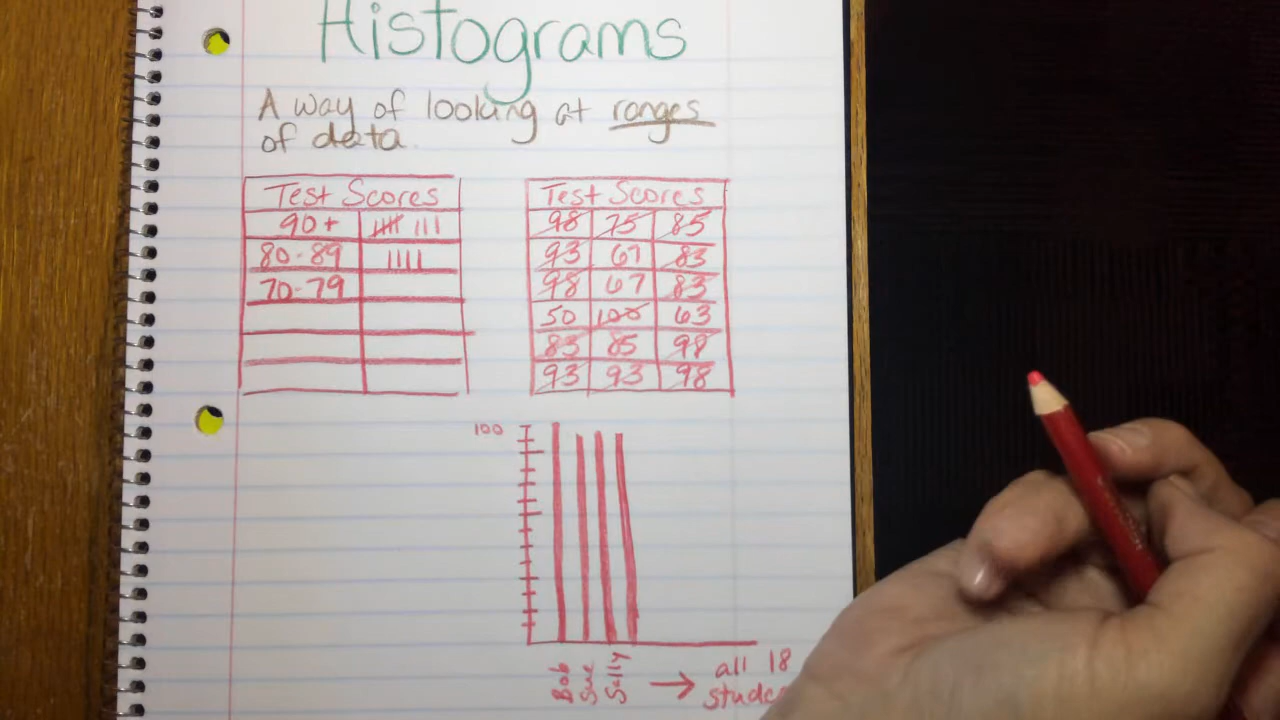 Histograms
A way of looking at ranges
of data.
Test Scores
90+
80-89
70-79
Test Scores
98 75 85
93 67 83
98 67 83
50 100 63
83 85 98
93 93 98
100
Bob
Sue
Sally
all 18